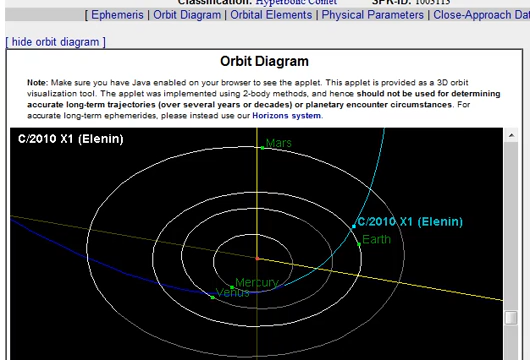 Classification: Hyperbolic Comet SPK-ID: 1003113
[ Ephemeris | Orbit Diagram | Orbital Elements | Physical Parameters | Close-Approach Dat
[ hide orbit diagram ]
Orbit Diagram
Note: Make sure you have Java enabled on your browser to see the applet. This applet is provided as a 3D orbit
visualization tool. The applet was implemented using 2-body methods, and hence should not be used for determining
accurate long-term trajectories (over several years or decades) or planetary encounter circumstances. For
accurate long-term ephemerides, please instead use our Horizons system.
C/2010 X1 (Elenin)
Mars
C/2010 X1 (Elenin)
Earth
Mercury
Venus